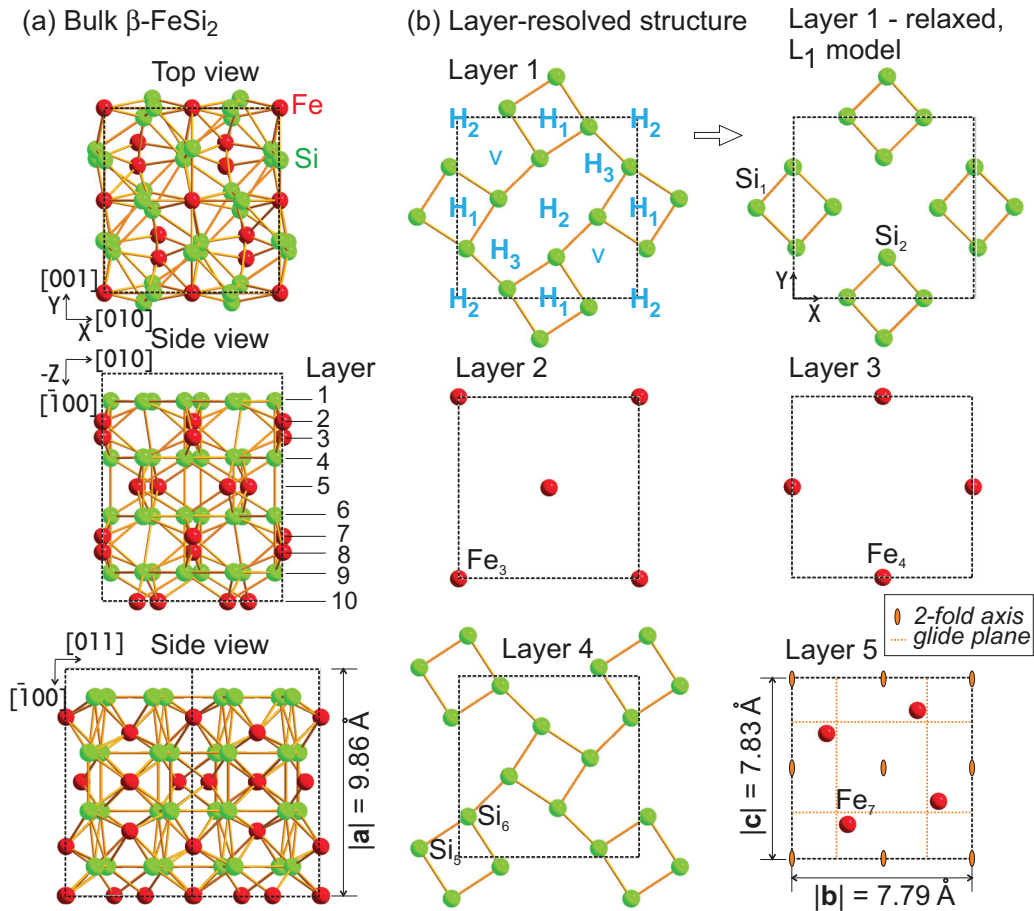 (a) Bulk β-FeSi₂
Top view
Fe
Si
[001]
Y
X
[010]
Side view
[010]
-Z
[1̄00]
Layer
1
2
3
4
5
6
7
8
9
10
Side view
[011]
[1̄00]
|a| = 9.86 Å
(b) Layer-resolved structure
Layer 1
H₂ H₁ H₂
v
H₃
H₁ H₂ H₁
H₃ v
H₂ H₁ H₂
Layer 1 - relaxed,
L₁ model
Si₁
Si₂
Y
X
Layer 2
Fe₃
Layer 3
Fe₄
2-fold axis
glide plane
Layer 4
Si₆
Si₅
Layer 5
Fe₇
|c| = 7.83 Å
|b| = 7.79 Å